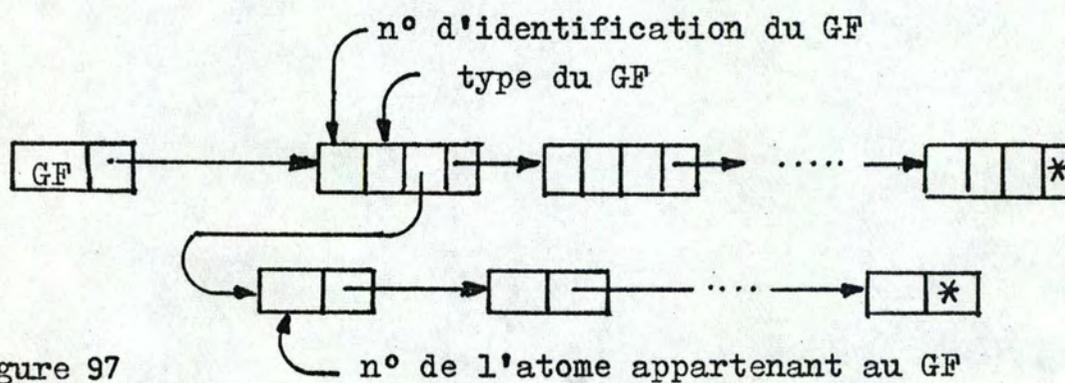 n° d'identification du GF
type du GF
GF
.....
*
....
*
gure 97
n° de l'atome appartenant au GF